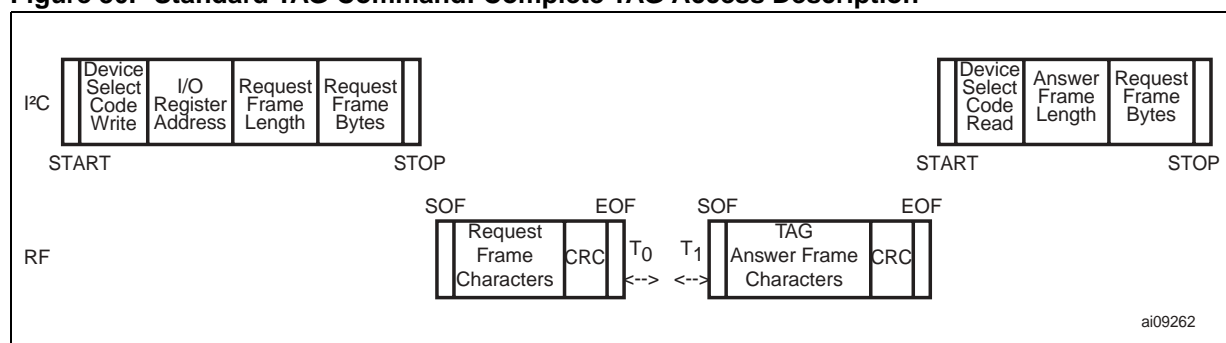 Standard TAG Command: Complete TAG Access Description
I²C
Device
Select
Code
Write
I/O
Register
Address
Request
Frame
Length
Request
Frame
Bytes
START
STOP
Device
Select
Code
Read
Answer
Frame
Length
Request
Frame
Bytes
START
STOP
RF
SOF
EOF
Request
Frame
Characters
CRC
T0
<-->
T1
<-->
SOF
EOF
TAG
Answer Frame
Characters
CRC
ai09262